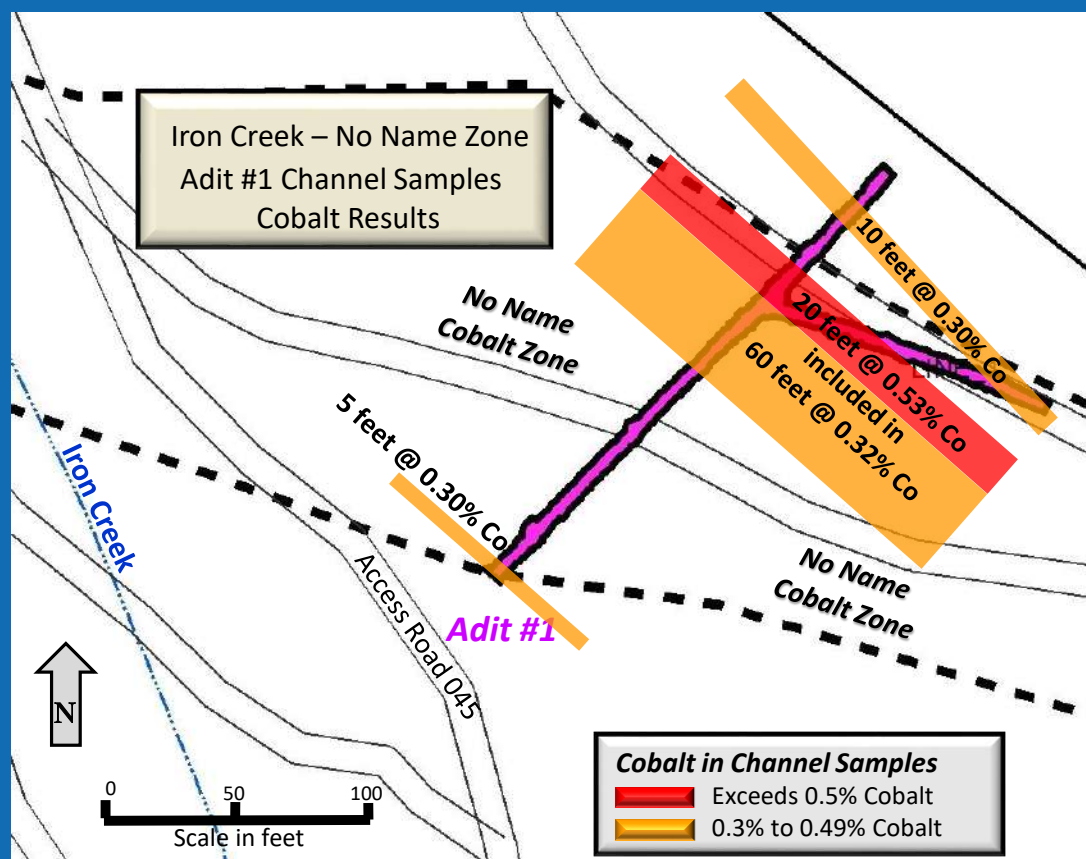 Iron Creek – No Name Zone
Adit #1 Channel Samples
Cobalt Results
10 feet @ 0.30% Co
20 feet @ 0.53% Co
included in
60 feet @ 0.32% Co
No Name
Cobalt Zone
5 feet @ 0.30% Co
Iron Creek
Access Road 045
Adit #1
No Name
Cobalt Zone
N
0 50 100
Scale in feet
Cobalt in Channel Samples
Exceeds 0.5% Cobalt
0.3% to 0.49% Cobalt